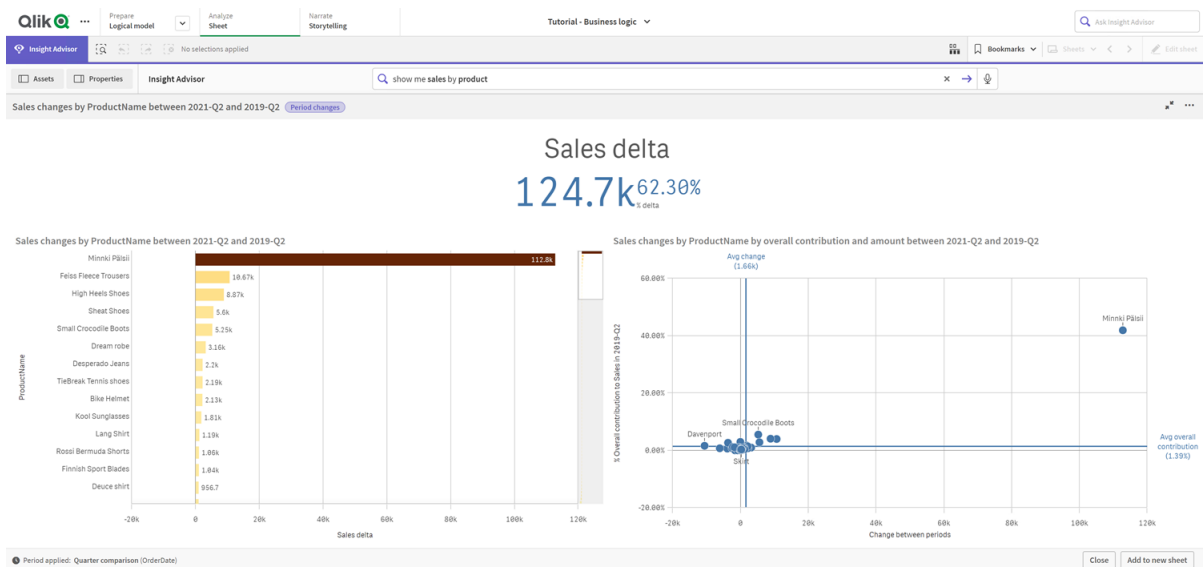 Qlik
Prepare
Logical model
Analyze
Sheet
Narrate
Storytelling
Tutorial - Business logic
Ask Insight Advisor
Insight Advisor
No selections applied
Bookmarks
Sheets
Edit sheet
Assets
Properties
Insight Advisor
show me sales by product
Sales changes by ProductName between 2021-Q2 and 2019-Q2 Period changes
Sales delta
124.7k 62.30%
% delta
Sales changes by ProductName between 2021-Q2 and 2019-Q2
ProductName
Minnki Pälsii 112.8k
Feiss Fleece Trousers 10.67k
High Heels Shoes 8.87k
Sheat Shoes 5.6k
Small Crocodile Boots 5.25k
Dream robe 3.16k
Desperado Jeans 2.2k
TieBreak Tennis shoes 2.19k
Bike Helmet 2.13k
Kool Sunglasses 1.81k
Lang Shirt 1.19k
Rossi Bermuda Shorts 1.06k
Finnish Sport Blades 1.04k
Deuce shirt 956.7
-20k 0 20k 40k 60k 80k 100k 120k
Sales delta
Sales changes by ProductName by overall contribution and amount between 2021-Q2 and 2019-Q2
Avg change
(1.66k)
% Overall contribution to Sales in 2019-Q2
60.00%
40.00%
20.00%
0.00%
-20.00%
Minnki Pälsii
Small Crocodile Boots
Davenport
Skirt
Avg overall
contribution
(1.39%)
-20k 0 20k 40k 60k 80k 100k 120k
Change between periods
Period applied: Quarter comparison (OrderDate)
Close
Add to new sheet